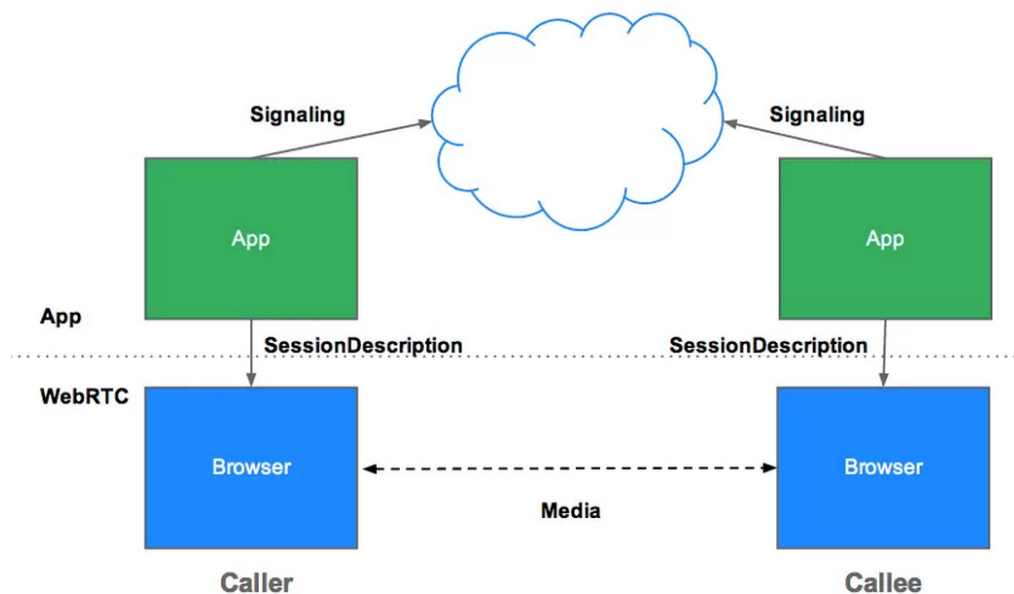 Signaling
Signaling
App
App
App
SessionDescription
SessionDescription
WebRTC
Browser
Browser
Media
Caller
Callee